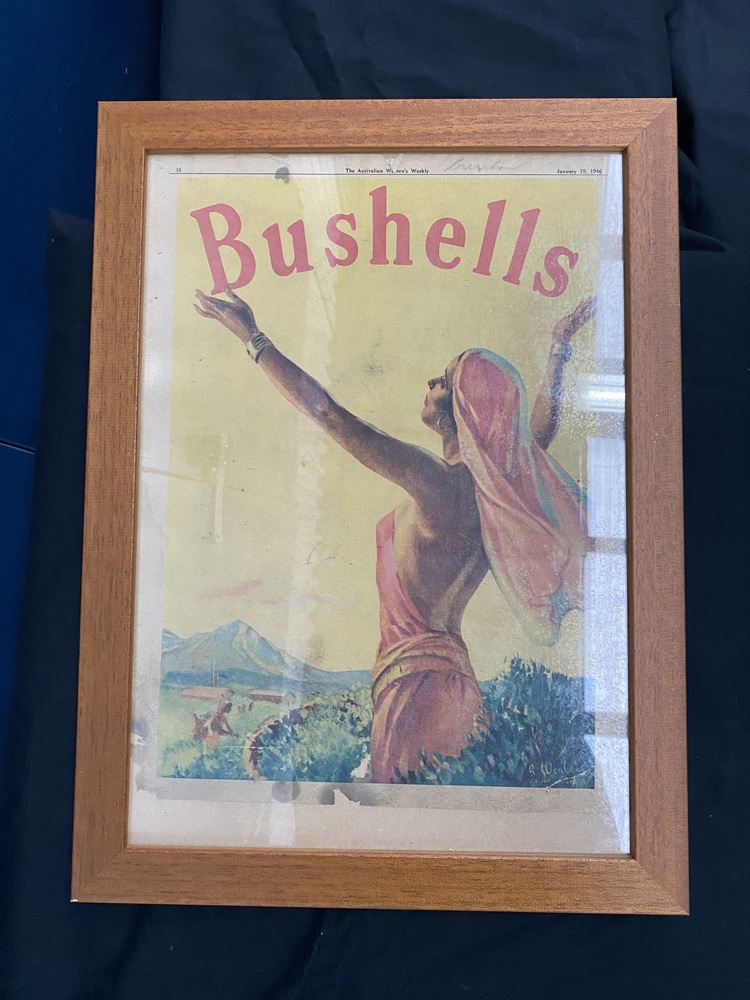 16 The Australian Women's Weekly January 19, 1946
Bushells